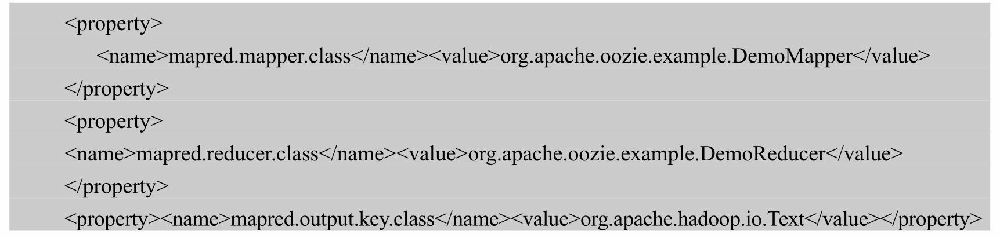 <property>
<name>mapred.mapper.class</name><value>org.apache.oozie.example.DemoMapper</value>
</property>
<property>
<name>mapred.reducer.class</name><value>org.apache.oozie.example.DemoReducer</value>
</property>
<property><name>mapred.output.key.class</name><value>org.apache.hadoop.io.Text</value></property>